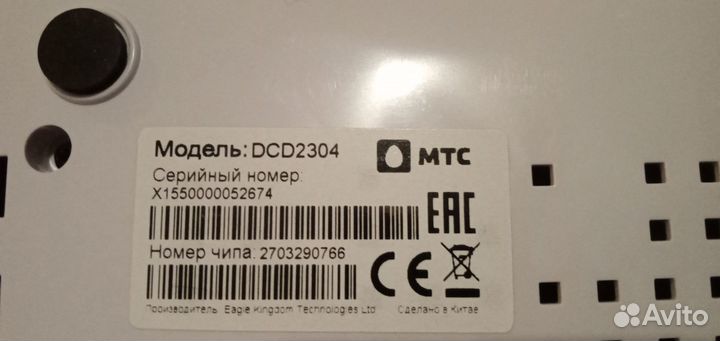 Модель: DCD2304
МТС
Серийный номер:
X1550000052674
EAC
Номер чипа: 2703290766
CE
Производитель: Eagle Kingdom Technologies Ltd Сделано в Китае
Avito